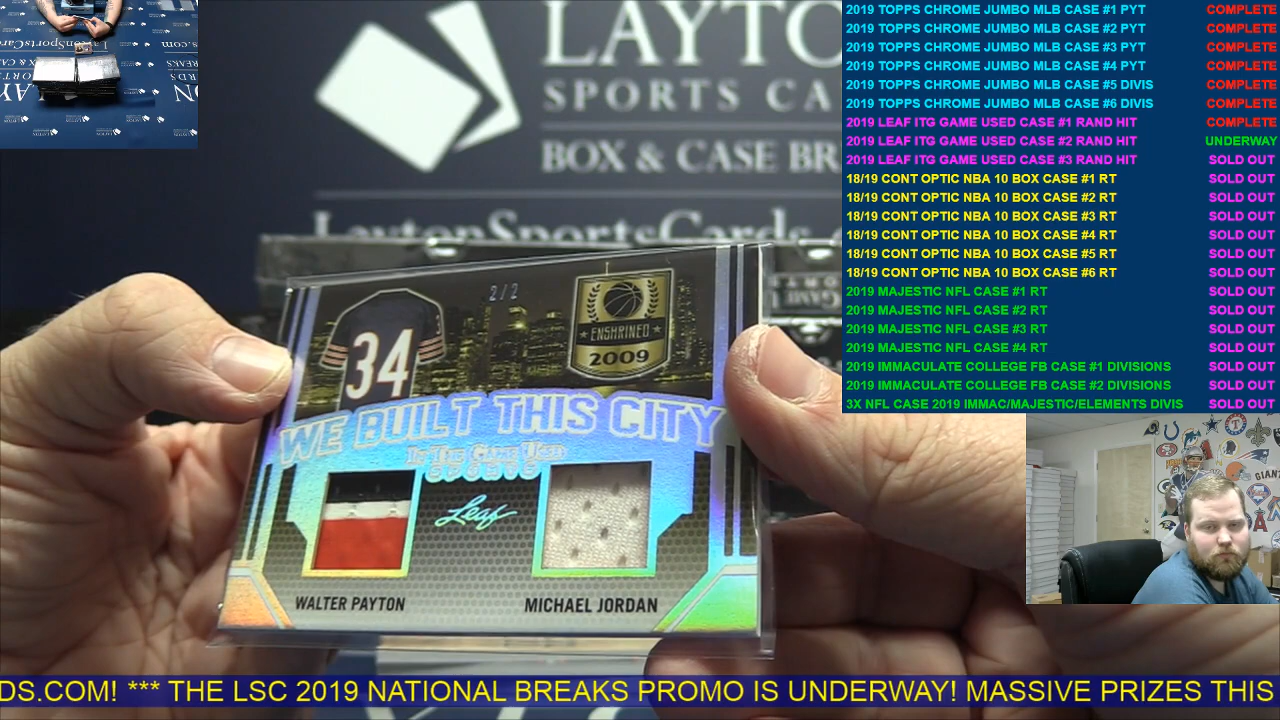 LAYTO
SPORTS CA
BOX & CASE BR
LaytonSportsCards.
2/2
34
ENSHRINED
2009
WE BUILT THIS CITY
IN THE GAME USED
SPORTS
Leaf
WALTER PAYTON
MICHAEL JORDAN
2019 TOPPS CHROME JUMBO MLB CASE #1 PYT COMPLETE
2019 TOPPS CHROME JUMBO MLB CASE #2 PYT COMPLETE
2019 TOPPS CHROME JUMBO MLB CASE #3 PYT COMPLETE
2019 TOPPS CHROME JUMBO MLB CASE #4 PYT COMPLETE
2019 TOPPS CHROME JUMBO MLB CASE #5 DIVIS COMPLETE
2019 TOPPS CHROME JUMBO MLB CASE #6 DIVIS COMPLETE
2019 LEAF ITG GAME USED CASE #1 RAND HIT COMPLETE
2019 LEAF ITG GAME USED CASE #2 RAND HIT UNDERWAY
2019 LEAF ITG GAME USED CASE #3 RAND HIT SOLD OUT
18/19 CONT OPTIC NBA 10 BOX CASE #1 RT SOLD OUT
18/19 CONT OPTIC NBA 10 BOX CASE #2 RT SOLD OUT
18/19 CONT OPTIC NBA 10 BOX CASE #3 RT SOLD OUT
18/19 CONT OPTIC NBA 10 BOX CASE #4 RT SOLD OUT
18/19 CONT OPTIC NBA 10 BOX CASE #5 RT SOLD OUT
18/19 CONT OPTIC NBA 10 BOX CASE #6 RT SOLD OUT
2019 MAJESTIC NFL CASE #1 RT SOLD OUT
2019 MAJESTIC NFL CASE #2 RT SOLD OUT
2019 MAJESTIC NFL CASE #3 RT SOLD OUT
2019 MAJESTIC NFL CASE #4 RT SOLD OUT
2019 IMMACULATE COLLEGE FB CASE #1 DIVISIONS SOLD OUT
2019 IMMACULATE COLLEGE FB CASE #2 DIVISIONS SOLD OUT
3X NFL CASE 2019 IMMAC/MAJESTIC/ELEMENTS DIVIS SOLD OUT
GIANT
DS.COM! *** THE LSC 2019 NATIONAL BREAKS PROMO IS UNDERWAY! MASSIVE PRIZES THIS